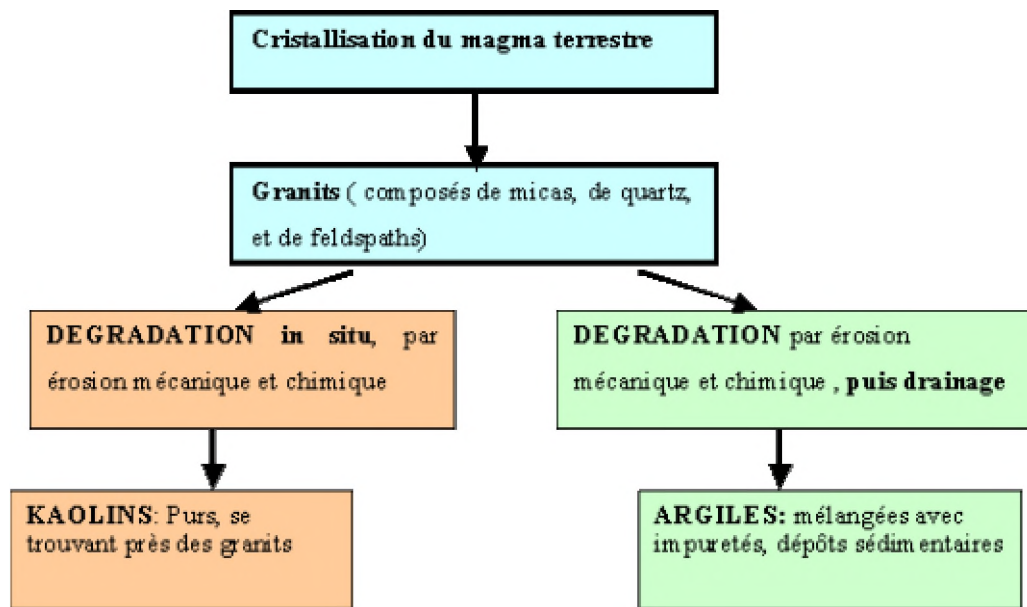 Cristallisation du magma terrestre
Granits ( composés de micas, de quartz,
et de feldspaths)
DEGRADATION in situ, par
érosion mécanique et chimique
DEGRADATION par érosion
mécanique et chimique , puis drainage
KAOLINS: Purs, se
trouvant près des granits
ARGILES: mélangées avec
impuretés, dépôts sédimentaires